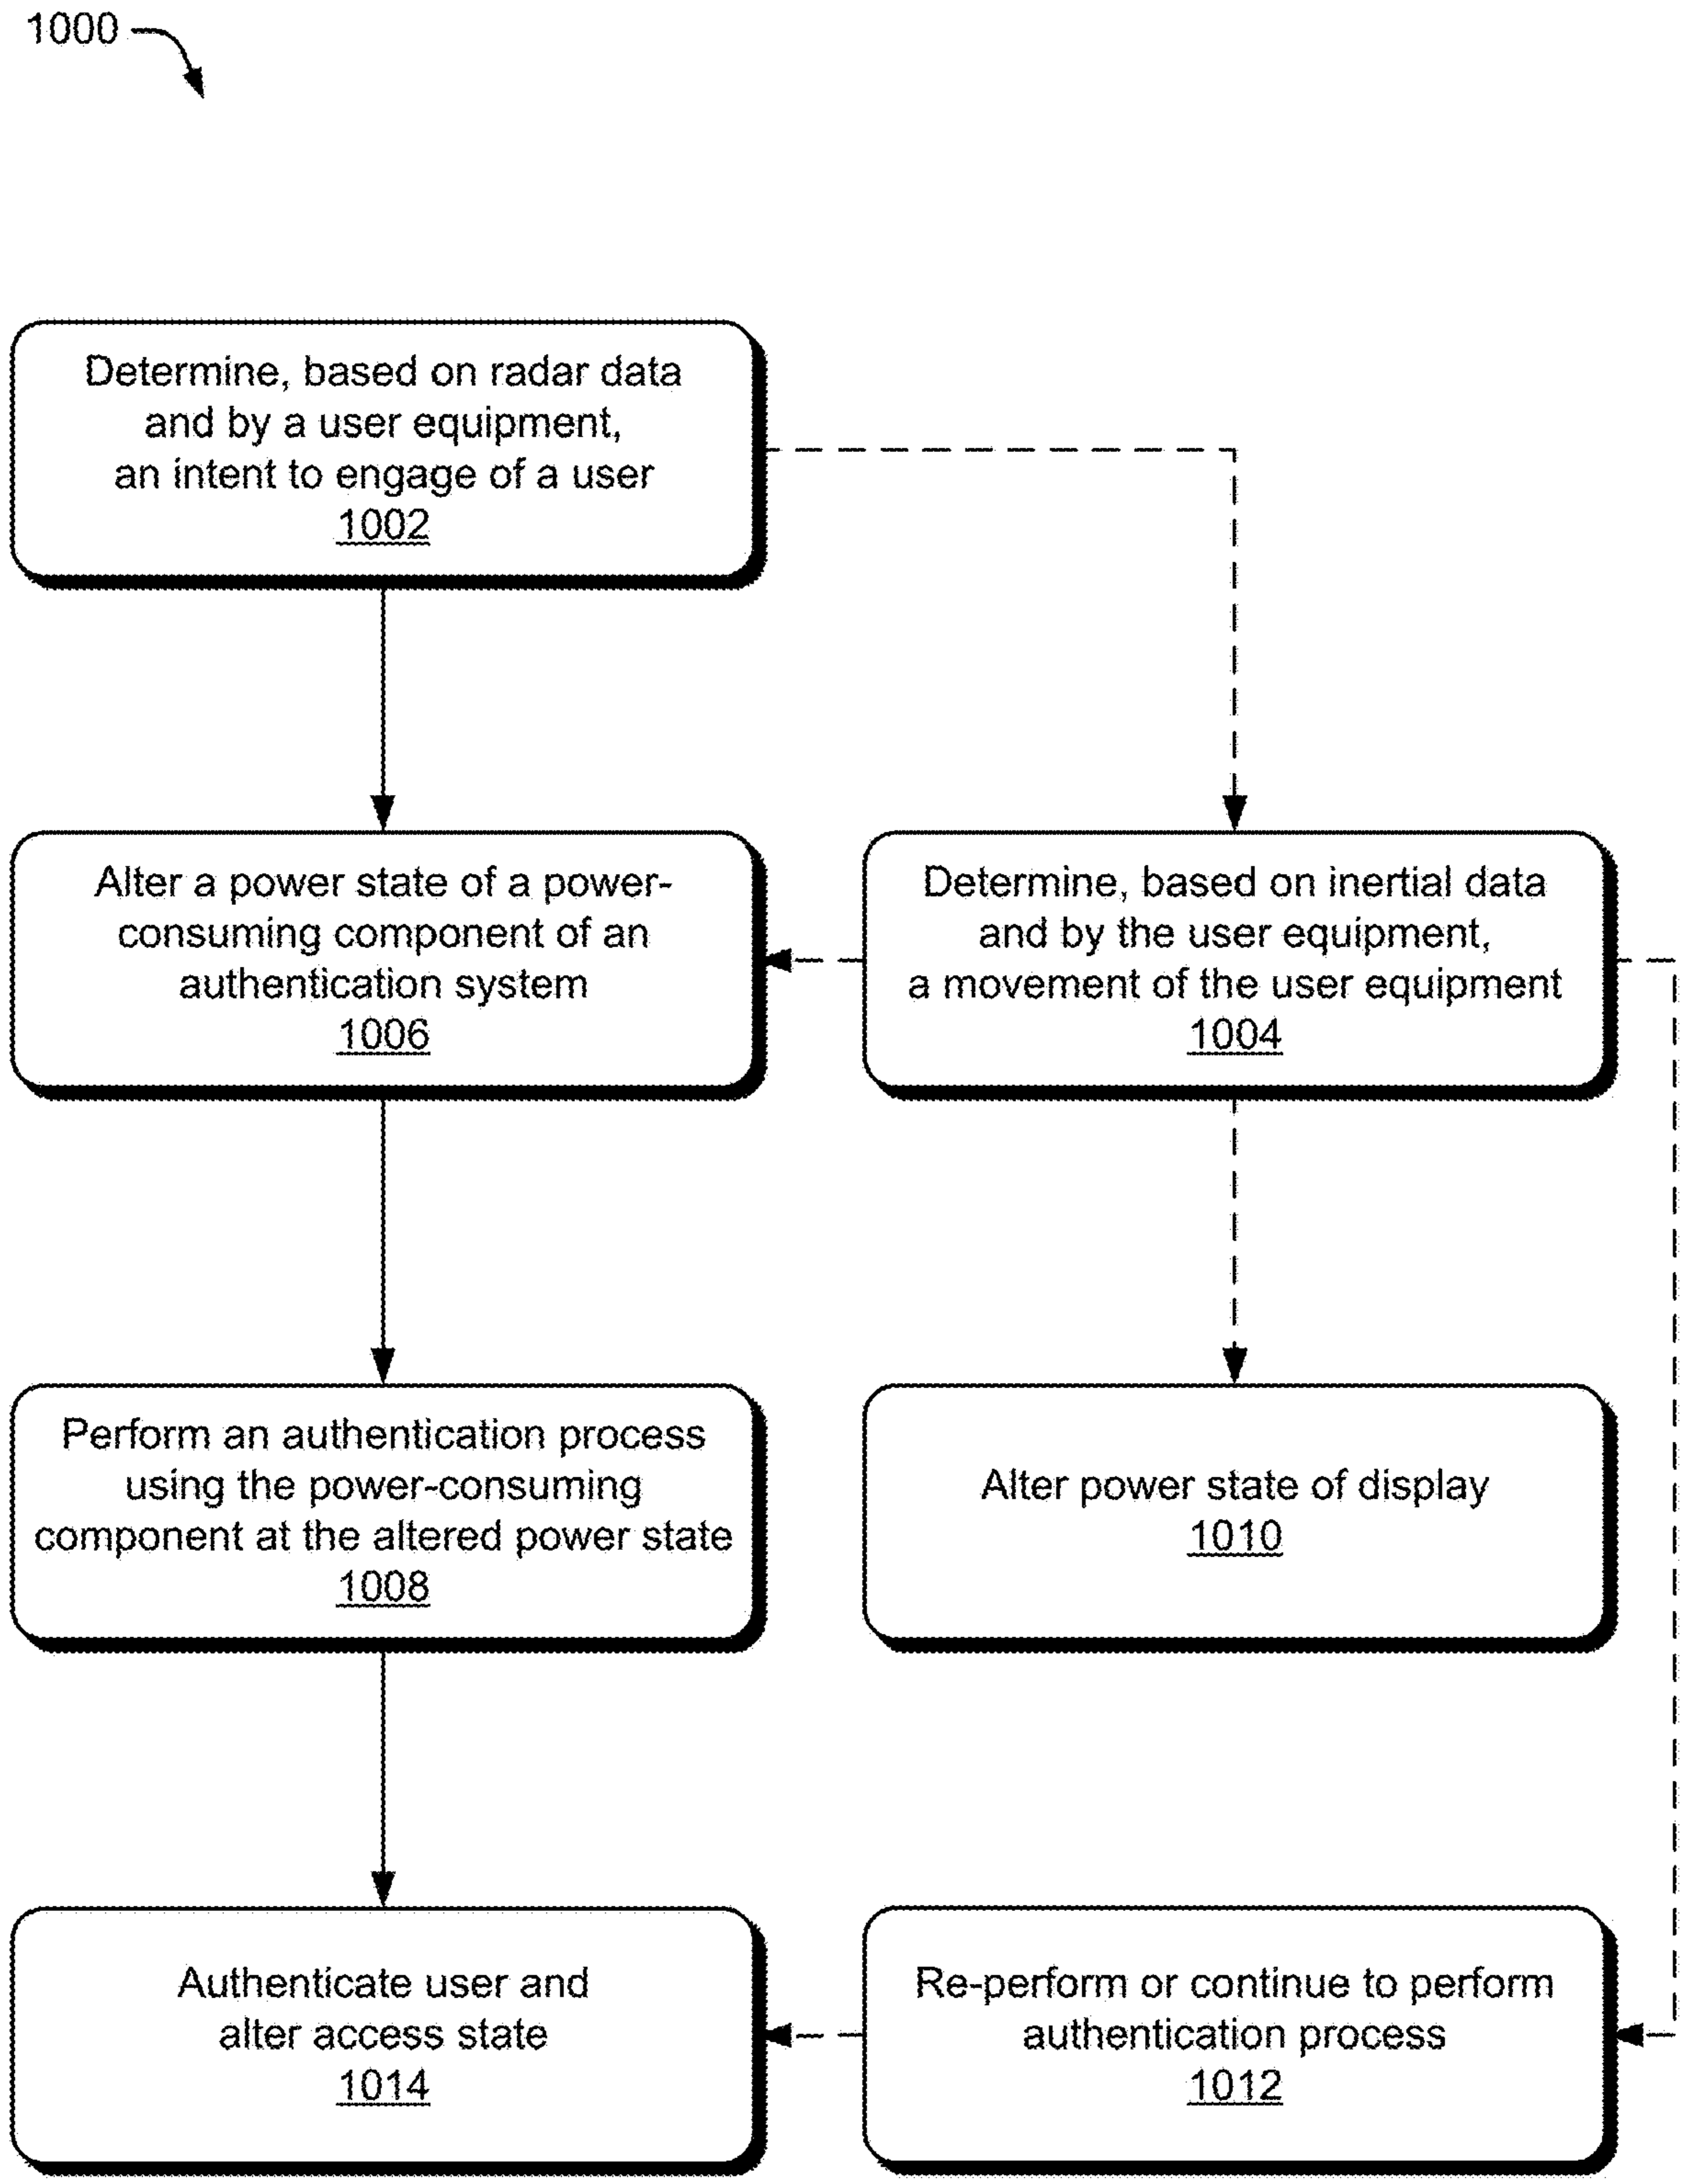 1000
Determine, based on radar data
and by a user equipment,
an intent to engage of a user
1002
Alter a power state of a power-
consuming component of an
authentication system
1006
Determine, based on inertial data
and by the user equipment,
a movement of the user equipment
1004
Perform an authentication process
using the power-consuming
component at the altered power state
1008
Alter power state of display
1010
Authenticate user and
alter access state
1014
Re-perform or continue to perform
authentication process
1012